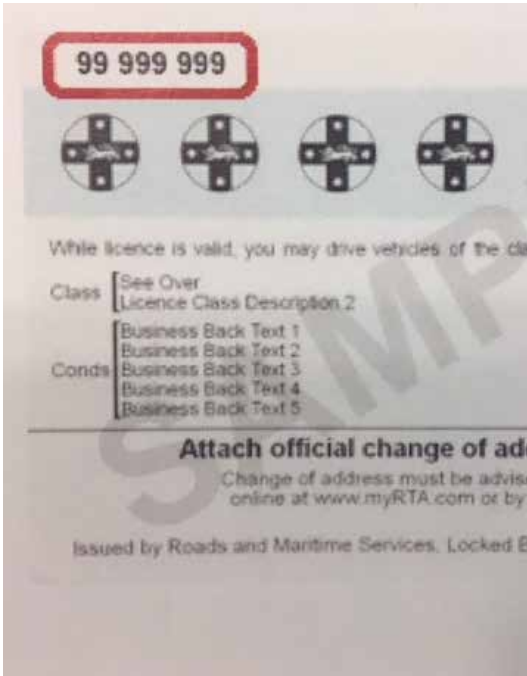 99 999 999
While licence is valid, you may drive vehicles of the cla
Class See Over
Licence Class Description 2
Conds Business Back Text 1
Business Back Text 2
Business Back Text 3
Business Back Text 4
Business Back Text 5
SAMP
Attach official change of add
Change of address must be advise
online at www.myRTA.com or by
Issued by Roads and Maritime Services, Locked B